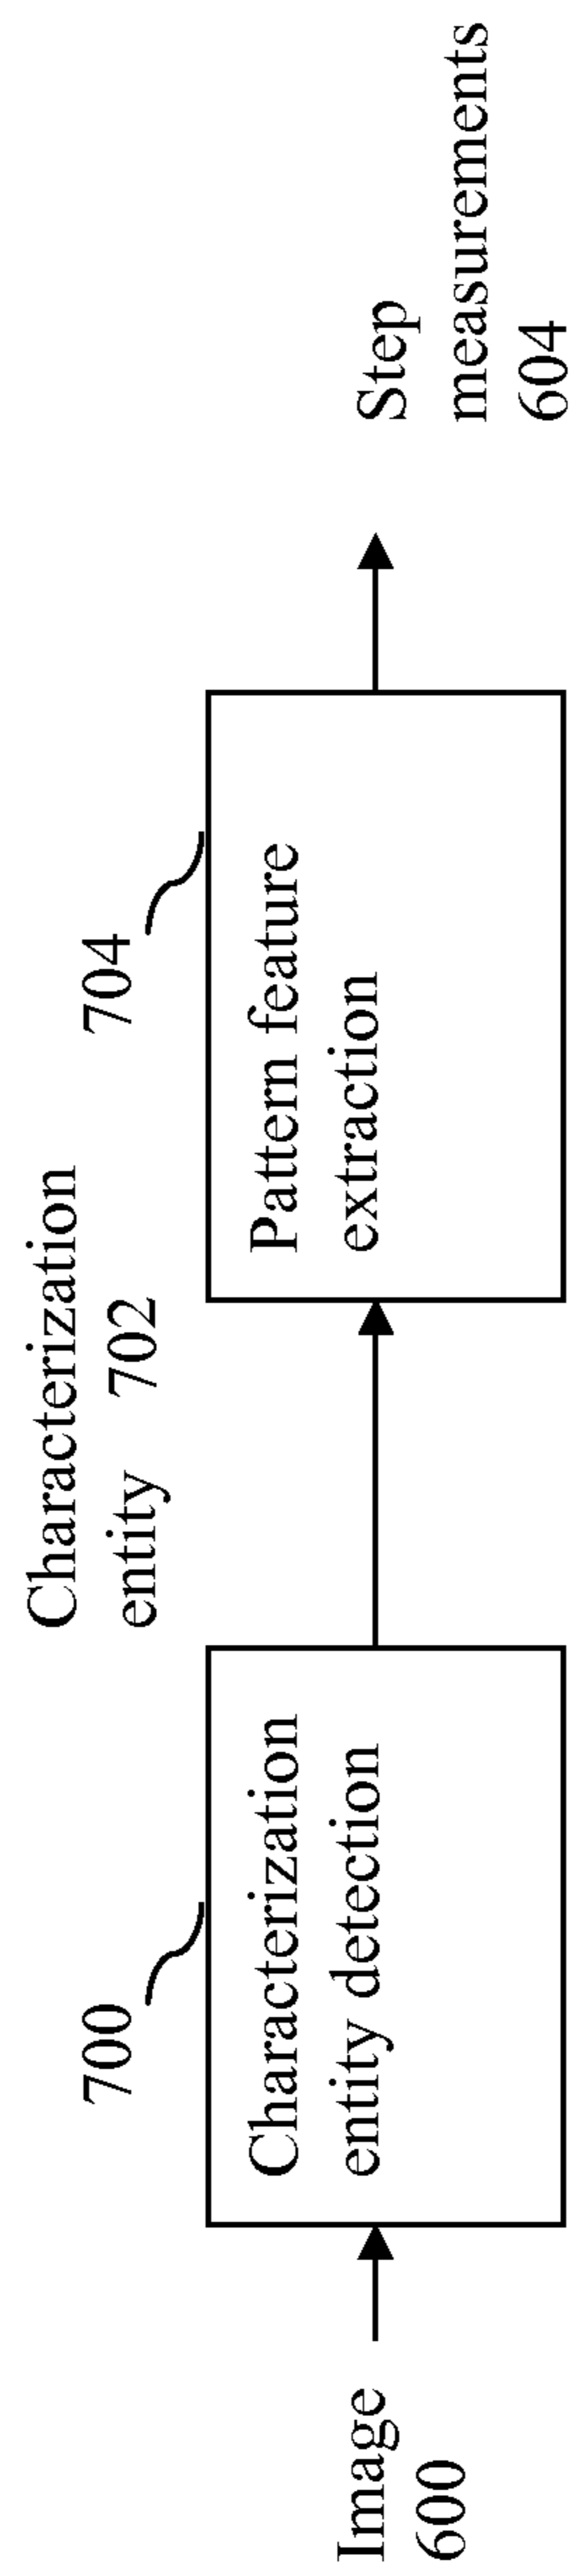 Image
600
700
Characterization
entity detection
Characterization
entity 702
704
Pattern feature
extraction
Step
measurements
604